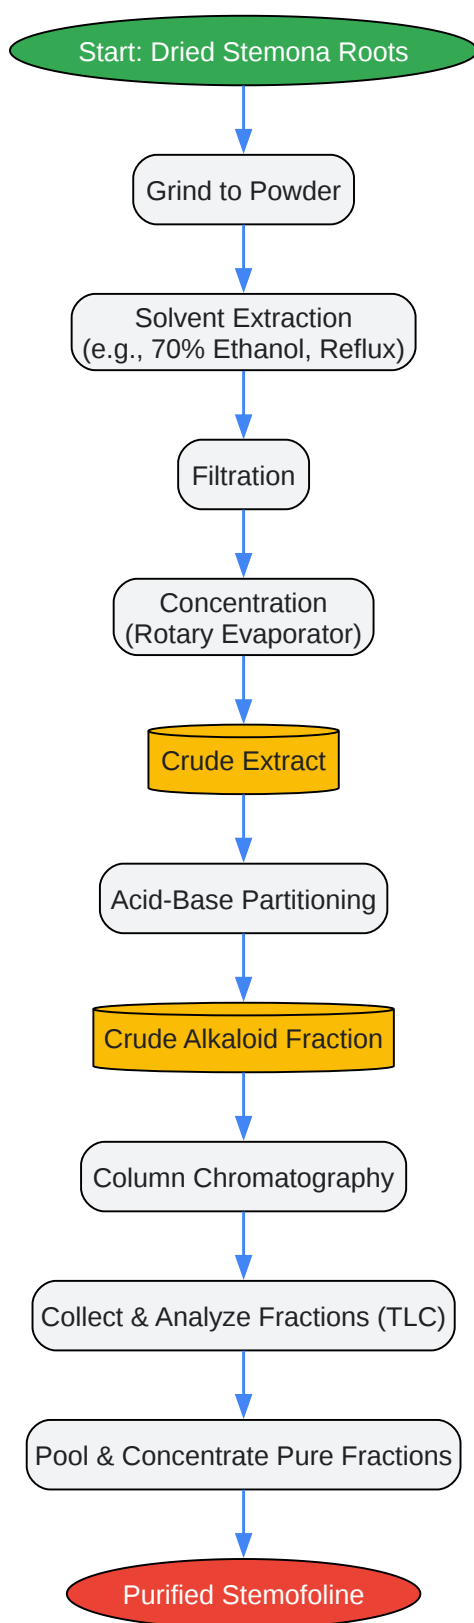 Start: Dried Stemona Roots
Grind to Powder
Solvent Extraction
(e.g., 70% Ethanol, Reflux)
Filtration
Concentration
(Rotary Evaporator)
Crude Extract
Acid-Base Partitioning
Crude Alkaloid Fraction
Column Chromatography
Collect & Analyze Fractions (TLC)
Pool & Concentrate Pure Fractions
Purified Stemofoline